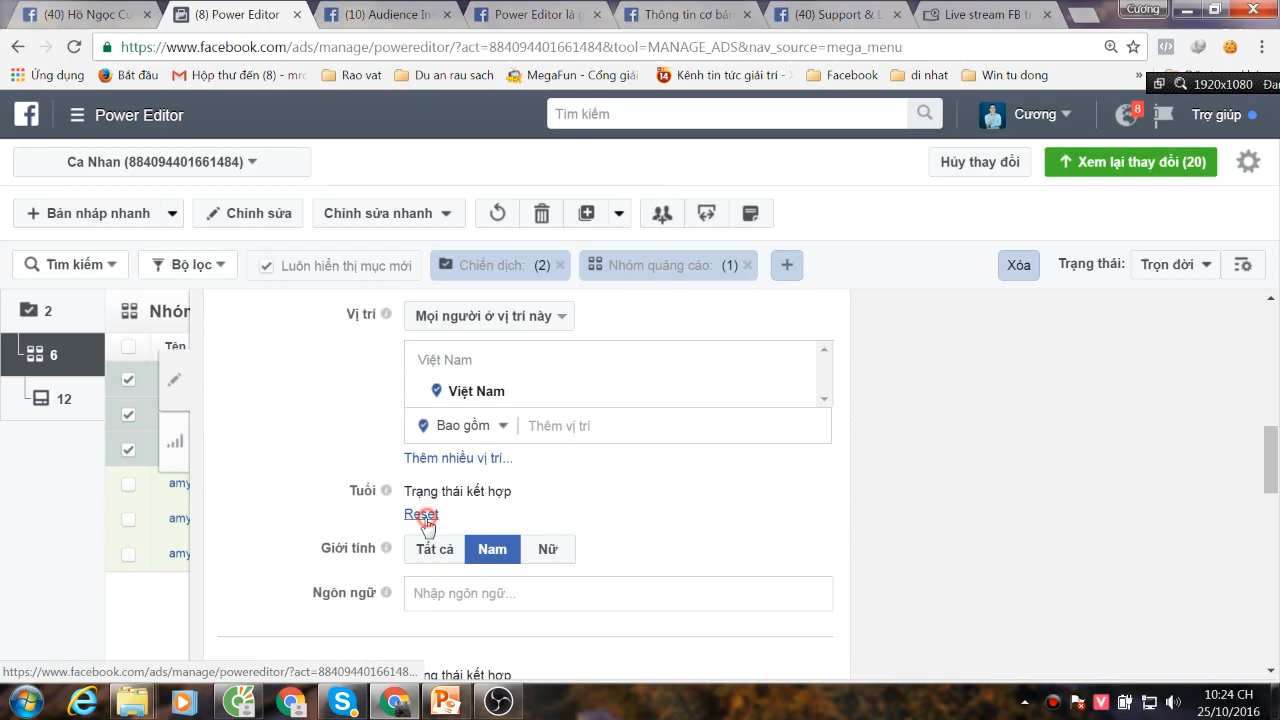 (40) Hồ Ngọc Cư
(8) Power Editor
(10) Audience In
Power Editor là g
Thông tin cơ bản
(40) Support &
Live stream FB tr
Cương
https://www.facebook.com/ads/manage/powereditor/?act=884094401661484&tool=MANAGE_ADS&nav_source=mega_menu
Ứng dụng
Bắt đầu
Hộp thư đến (8) - mrc
Rao vat
Du an rautrach
MegaFun - Cổng giải
Kênh tin tức giải trí -
Facebook
di nhat
Win tu dong
»
1920x1080
Power Editor
Tìm kiếm
Cương
8
Trợ giúp
Ca Nhan (884094401661484)
Hủy thay đổi
Xem lại thay đổi (20)
+ Bản nháp nhanh
Chỉnh sửa
Chỉnh sửa nhanh
Tìm kiếm
Bộ lọc
Luôn hiển thị mục mới
Chiến dịch: (2)
Nhóm quảng cáo: (1)
+
Xóa
Trạng thái:
Trọn đời
2
6
12
Nhóm
Tên
amy
amy
amy
Vị trí
Mọi người ở vị trí này
Việt Nam
Việt Nam
Bao gồm
Thêm vị trí
Thêm nhiều vị trí...
Tuổi
Trạng thái kết hợp
Reset
Giới tính
Tất cả
Nam
Nữ
Ngôn ngữ
Nhập ngôn ngữ...
https://www.facebook.com/ads/manage/powereditor/?act=88409440166148...
ng thái kết hợp
10:24 CH
25/10/2016